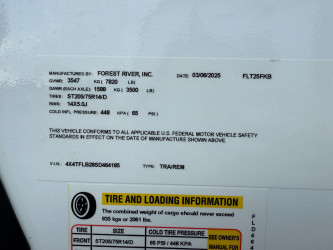 MANUFACTURED BY: FOREST RIVER, INC. DATE: 03/06/2025 FLT25FKB
GVWR: 3547 KG ( 7820 LB)
GAWR (EACH AXLE): 1588 KG ( 3500 LB)
TIRES: ST205/75R14/D
RIMS: 14X5.0J
COLD INFL. PRESSURE: 448 KPA ( 65 PSI)
THIS VEHICLE CONFORMS TO ALL APPLICABLE U.S. FEDERAL MOTOR VEHICLE SAFETY
STANDARDS IN EFFECT ON THE DATE OF MANUFACTURE SHOWN ABOVE.
TYPE: TRA/REM
TIRE AND LOADING INFORMATION
The combined weight of cargo should never exceed
935 kgs or 2061 lbs.
TIRE SIZE COLD TIRE PRESSURE
FRONT ST205/75R14/D 65 PSI / 448 KPA
SEE OWNER'S
MANUAL FOR